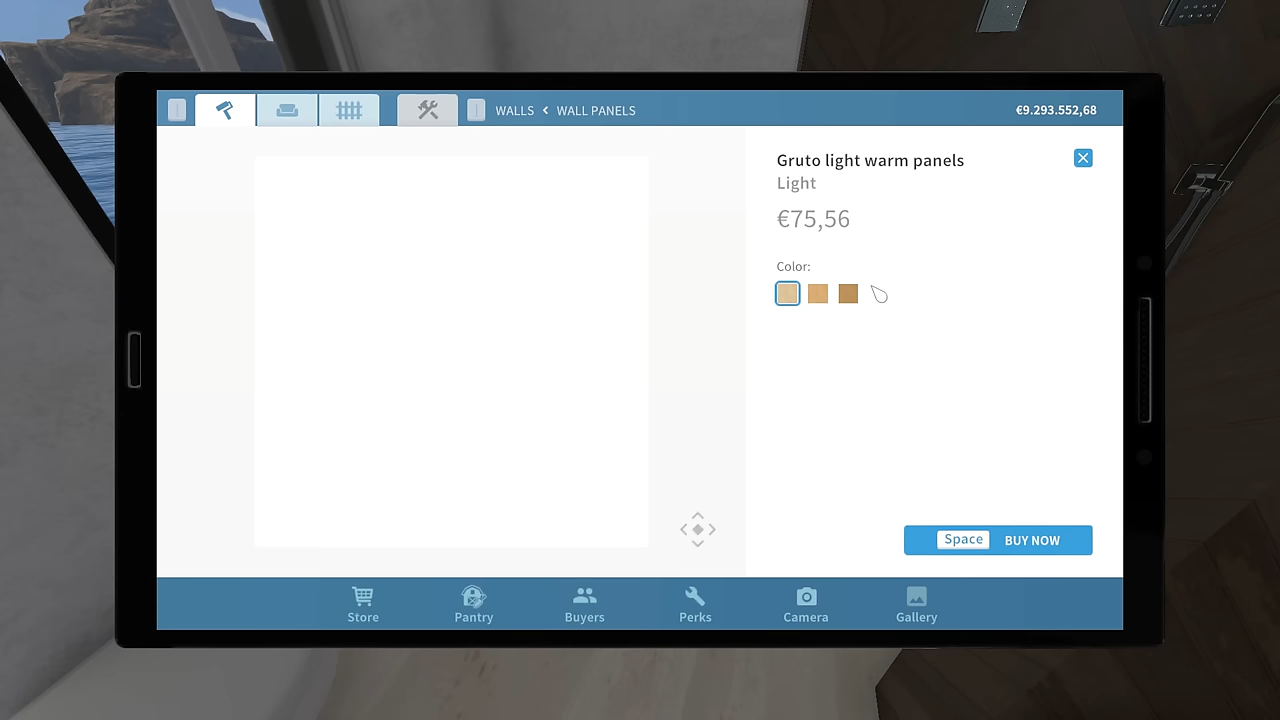 WALLS < WALL PANELS
€9.293.552,68
Gruto light warm panels
Light
€75,56
Color:
Space BUY NOW
Store
Pantry
Buyers
Perks
Camera
Gallery